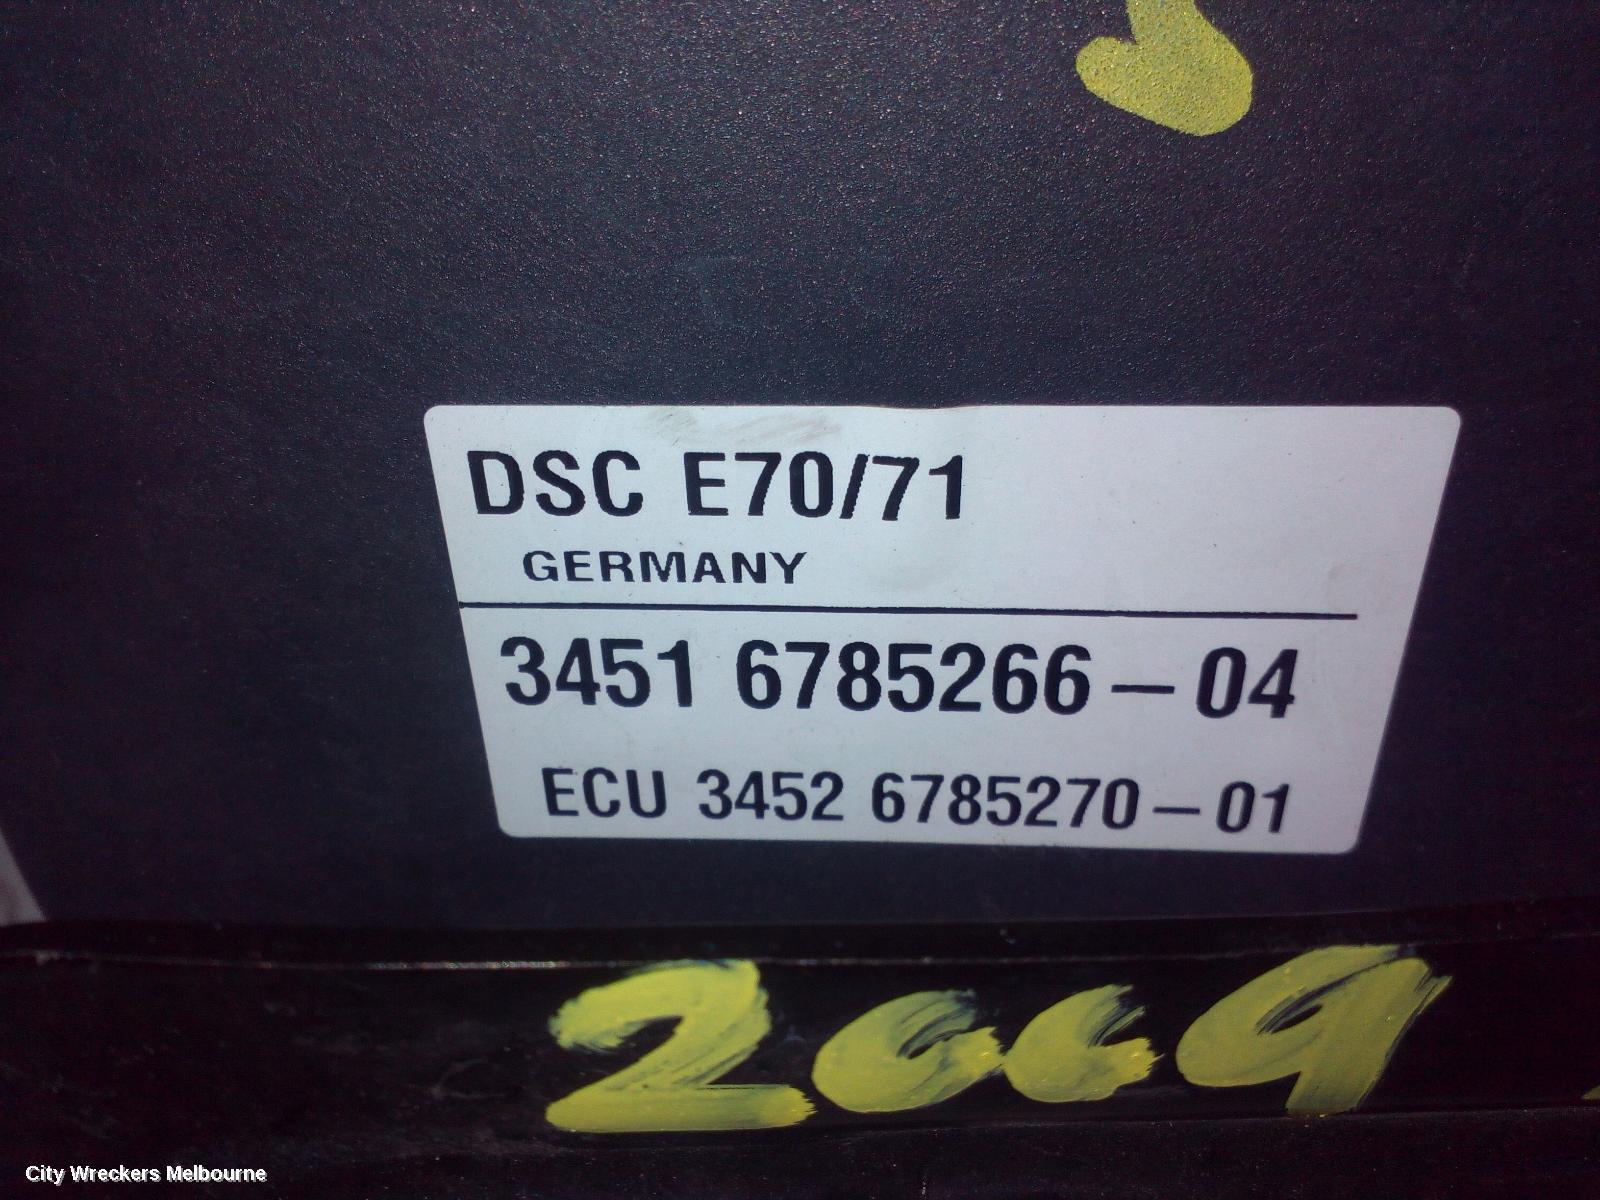 DSC E70/71
GERMANY
3451 6785266 – 04
ECU 3452 6785270 – 01
2009
City Wreckers Melbourne